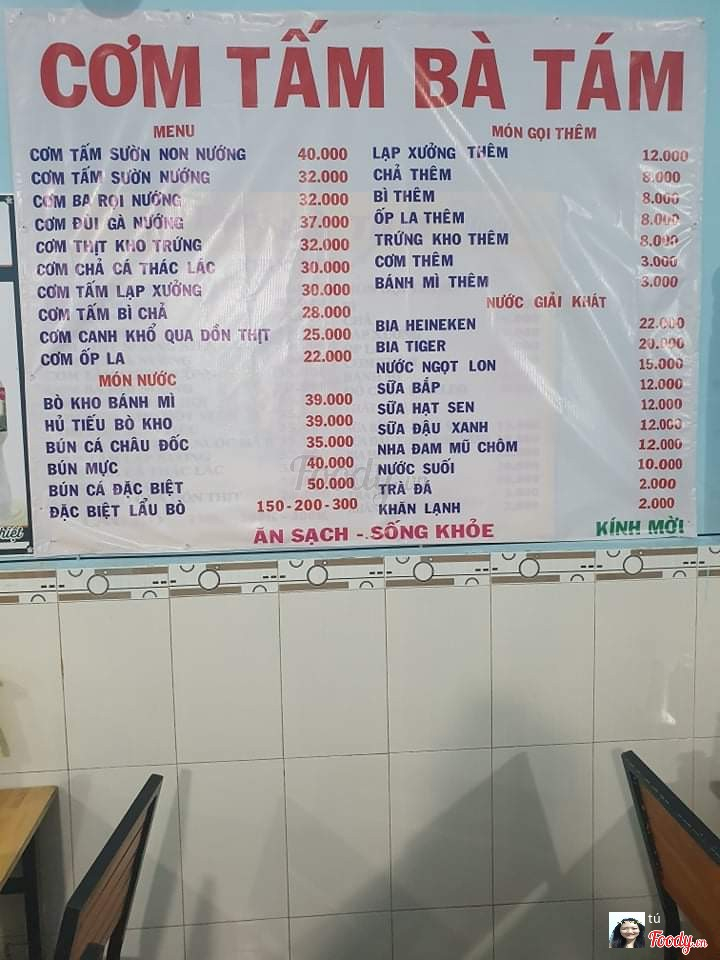 CƠM TẤM BÀ TÁM
MENU
CƠM TẤM SƯỜN NON NƯỚNG 40.000
CƠM TẤM SƯỜN NƯỚNG 32.000
CƠM BA RỌI NƯỚNG 32.000
CƠM ĐÙI GÀ NƯỚNG 37.000
CƠM THỊT KHO TRỨNG 32.000
CƠM CHẢ CÁ THÁC LÁC 30.000
CƠM TẤM LẠP XƯỞNG 30.000
CƠM TẤM BÌ CHẢ 28.000
CƠM CANH KHỔ QUA DỒN THỊT 25.000
CƠM ỐP LA 22.000
MÓN NƯỚC
BÒ KHO BÁNH MÌ 39.000
HỦ TIẾU BÒ KHO 39.000
BÚN CÁ CHÂU ĐỐC 35.000
BÚN MỰC 40.000
BÚN CÁ ĐẶC BIỆT 50.000
ĐẶC BIỆT LẨU BÒ 150-200-300
MÓN GỌI THÊM
LẠP XƯỞNG THÊM 12.000
CHẢ THÊM 8.000
BÌ THÊM 8.000
ỐP LA THÊM 8.000
TRỨNG KHO THÊM 8.000
CƠM THÊM 3.000
BÁNH MÌ THÊM 3.000
NƯỚC GIẢI KHÁT
BIA HEINEKEN 22.000
BIA TIGER 20.000
NƯỚC NGỌT LON 15.000
SỮA BẮP 12.000
SỮA HẠT SEN 12.000
SỮA ĐẬU XANH 12.000
NHA ĐAM MŨ CHÔM 12.000
NƯỚC SUỐI 10.000
TRÀ ĐÁ 2.000
KHĂN LẠNH 2.000
ĂN SẠCH - SỐNG KHỎE
KÍNH MỜI
Foody.vn
tú
Foody.vn